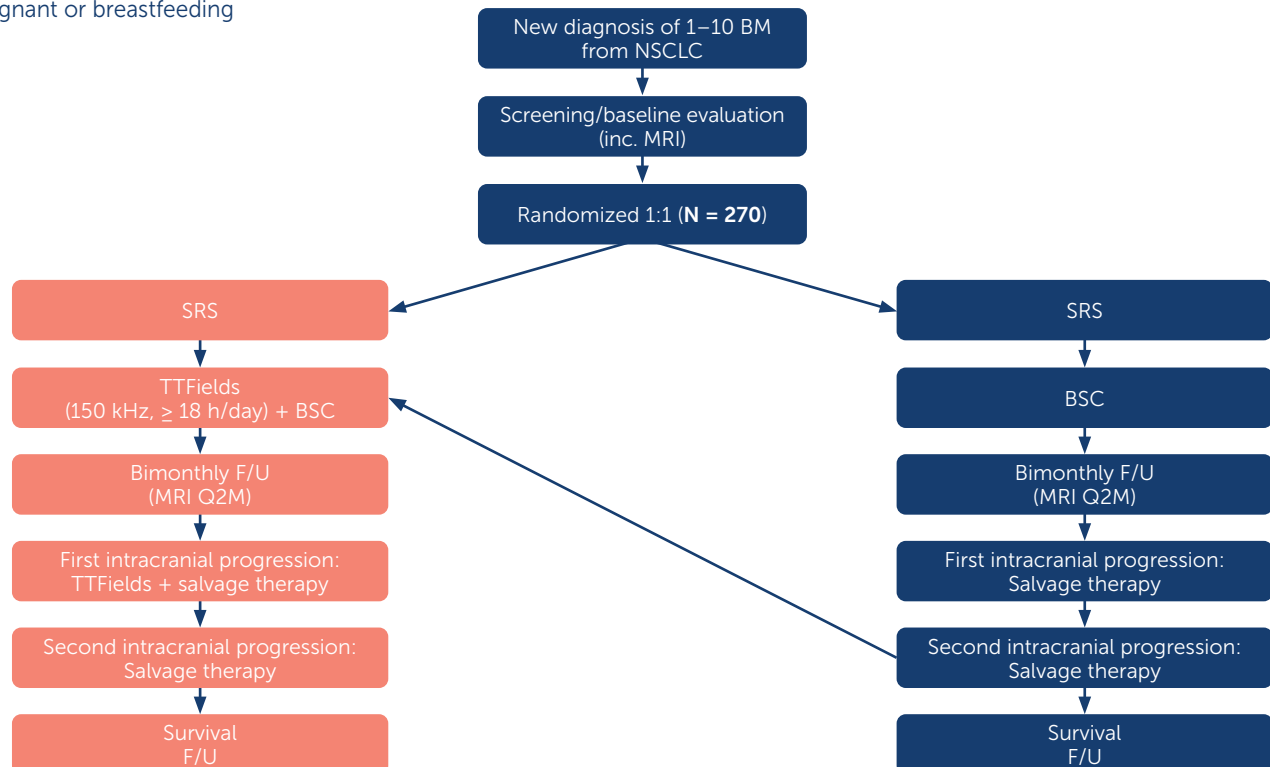 gnant or breastfeeding
New diagnosis of 1–10 BM
from NSCLC
Screening/baseline evaluation
(inc. MRI)
Randomized 1:1 (N = 270)
SRS
TTFields
(150 kHz, ≥ 18 h/day) + BSC
Bimonthly F/U
(MRI Q2M)
First intracranial progression:
TTFields + salvage therapy
Second intracranial progression:
Salvage therapy
Survival
F/U
SRS
BSC
Bimonthly F/U
(MRI Q2M)
First intracranial progression:
Salvage therapy
Second intracranial progression:
Salvage therapy
Survival
F/U